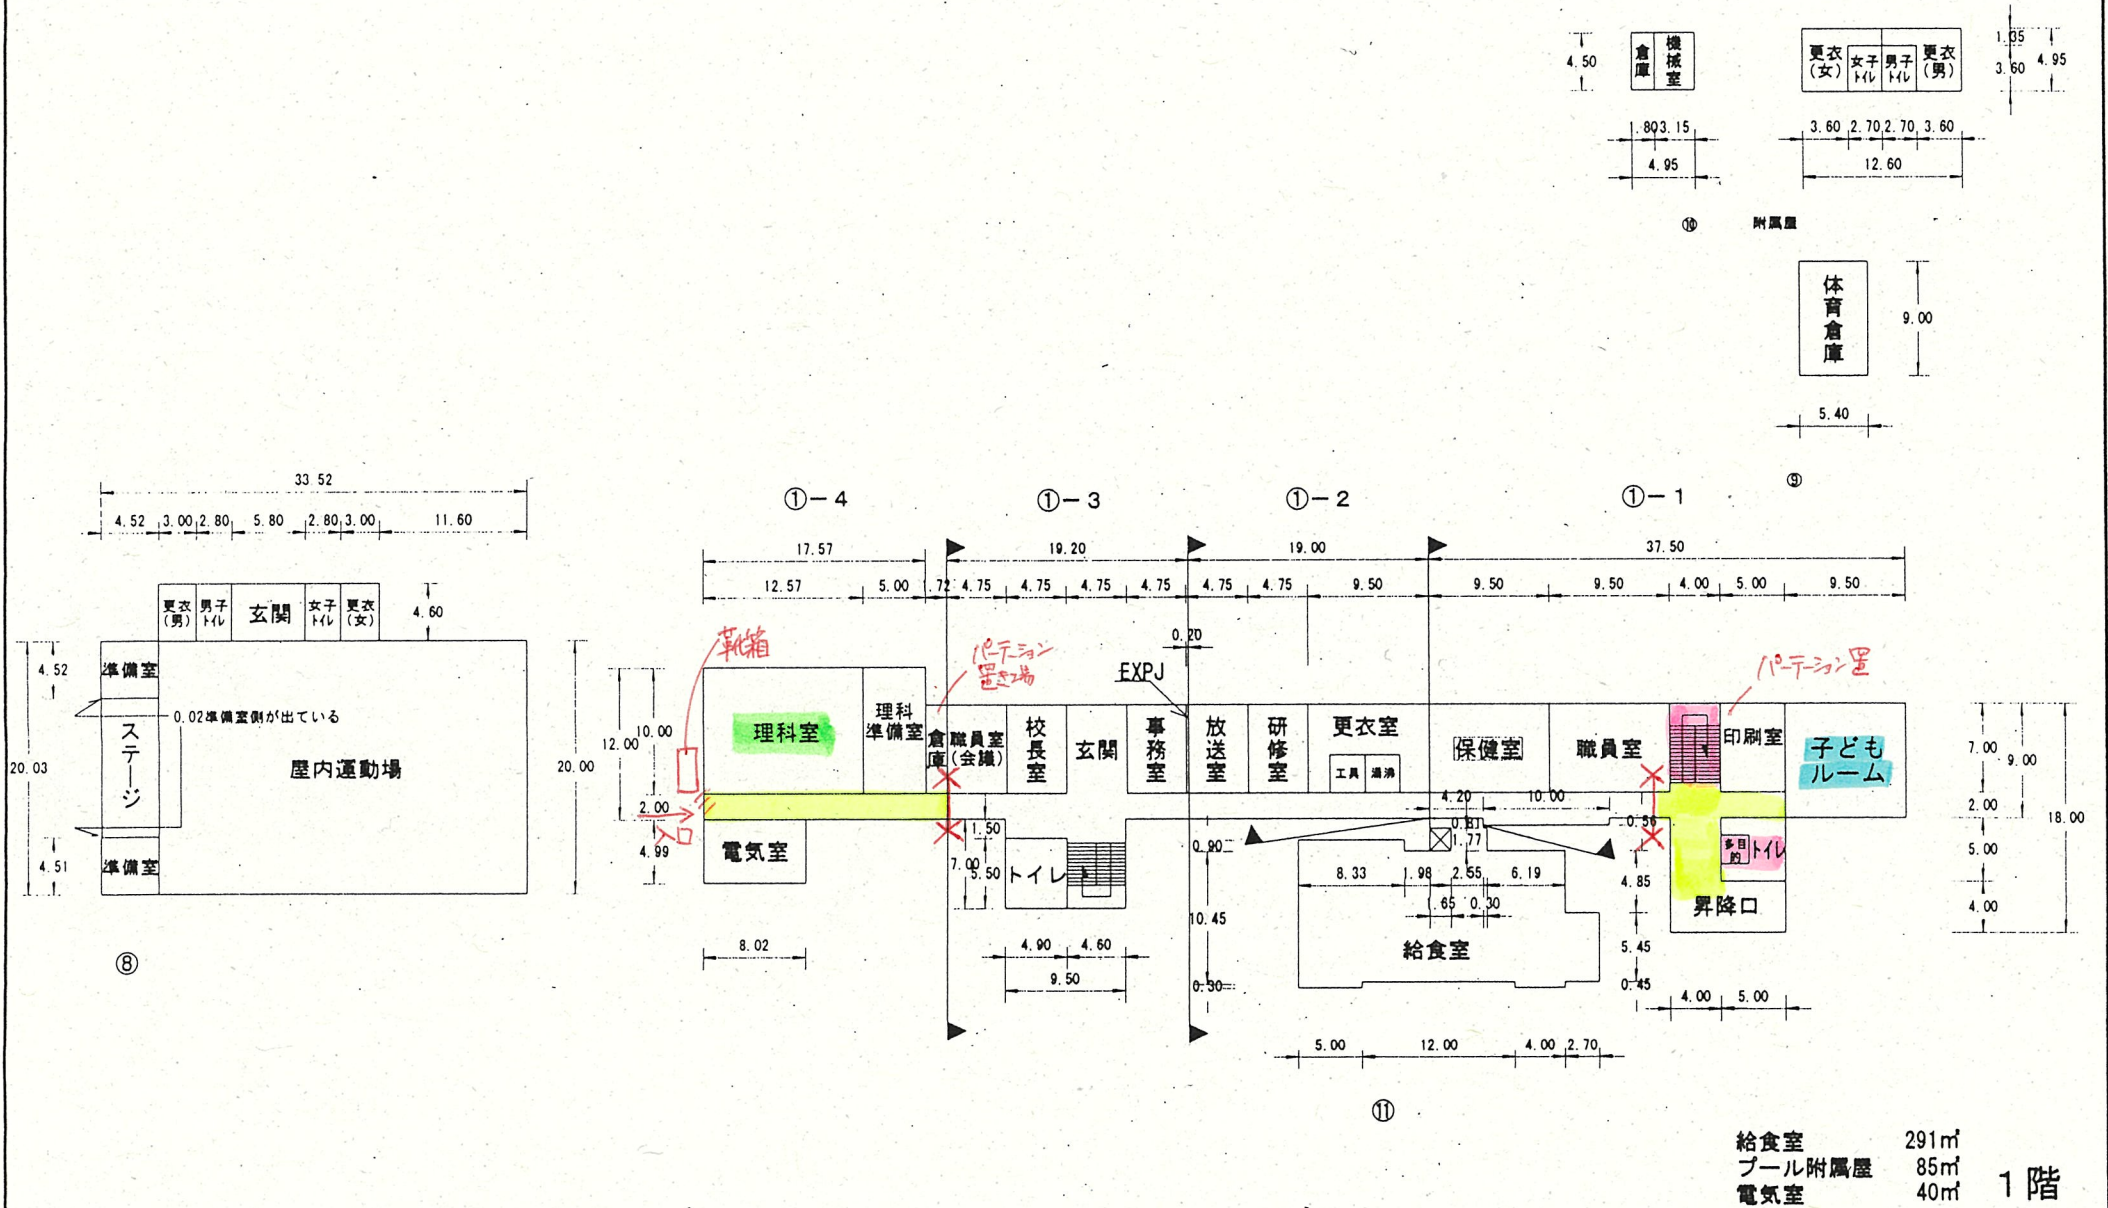 倉庫
機械室
4.50
1.80
3.15
4.95
更衣
(女)
女子
トイレ
男子
トイレ
更衣
(男)
1.35
3.60
4.95
3.60
2.70
2.70
3.60
12.60
⑩
附属屋
体育倉庫
9.00
5.40
⑨
33.52
4.52
3.00
2.80
5.80
2.80
3.00
11.60
更衣
(男)
男子
トイレ
玄関
女子
トイレ
更衣
(女)
4.60
20.03
4.52
4.51
準備室
0.02準備室側が出ている
ステージ
屋内運動場
準備室
20.00
⑧
①-4
①-3
①-2
①-1
17.57
19.20
19.00
37.50
12.57
5.00
1.72
4.75
4.75
4.75
4.75
4.75
4.75
9.50
9.50
9.50
4.00
5.00
9.50
靴箱
パーテーション
置き場
0.20
EXPJ
パーテーション置
12.00
10.00
2.00
4.99
入口
理科室
理科
準備室
倉庫
職員室
(会議)
校長室
玄関
事務室
放送室
研修室
更衣室
工具
湯沸
保健室
職員室
印刷室
子ども
ルーム
電気室
8.02
1.50
7.00
5.50
トイレ
4.90
4.60
9.50
4.20
10.00
0.81
1.77
0.90
0.56
8.33
1.98
2.55
6.19
.65
0.30
10.45
給食室
0.30
4.85
5.45
0.45
多目的
トイレ
昇降口
4.00
5.00
7.00
9.00
2.00
18.00
5.00
4.00
5.00
12.00
4.00
2.70
⑪
給食室 291㎡
プール附属屋 85㎡
電気室 40㎡
1階